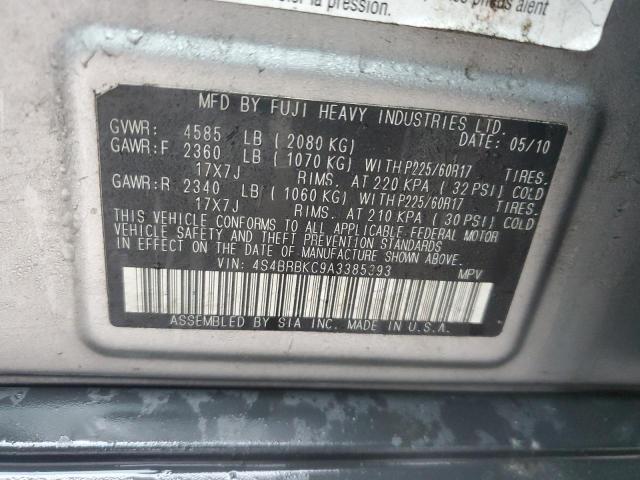 la pression.
pneus aient
MFD BY FUJI HEAVY INDUSTRIES LTD.
GVWR: 4585 LB ( 2080 KG) DATE: 05/10
GAWR:F 2360 LB ( 1070 KG) WITH P225/60R17 TIRES.
17X7J RIMS. AT 220 KPA ( 32 PSI) COLD
GAWR:R 2340 LB ( 1060 KG) WITH P225/60R17 TIRES.
17X7J RIMS. AT 210 KPA ( 30 PSI) COLD
THIS VEHICLE CONFORMS TO ALL APPLICABLE FEDERAL MOTOR
VEHICLE SAFETY AND THEFT PREVENTION STANDARDS
IN EFFECT ON THE DATE OF MANUFACTURE SHOWN ABOVE.
VIN: 4S4BRBKC9A3385393 MPV
ASSEMBLED BY SIA INC. MADE IN U.S.A.